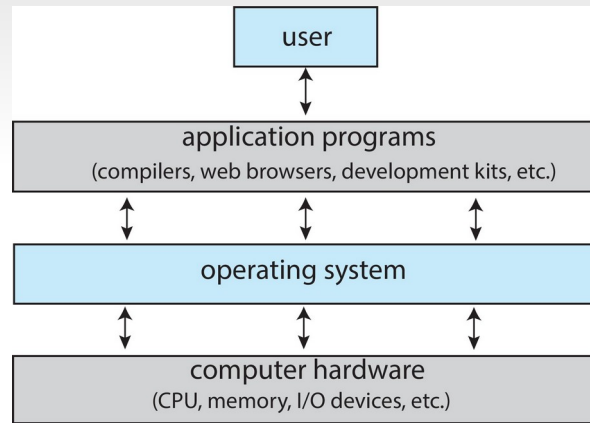 user
application programs
(compilers, web browsers, development kits, etc.)
operating system
computer hardware
(CPU, memory, I/O devices, etc.)